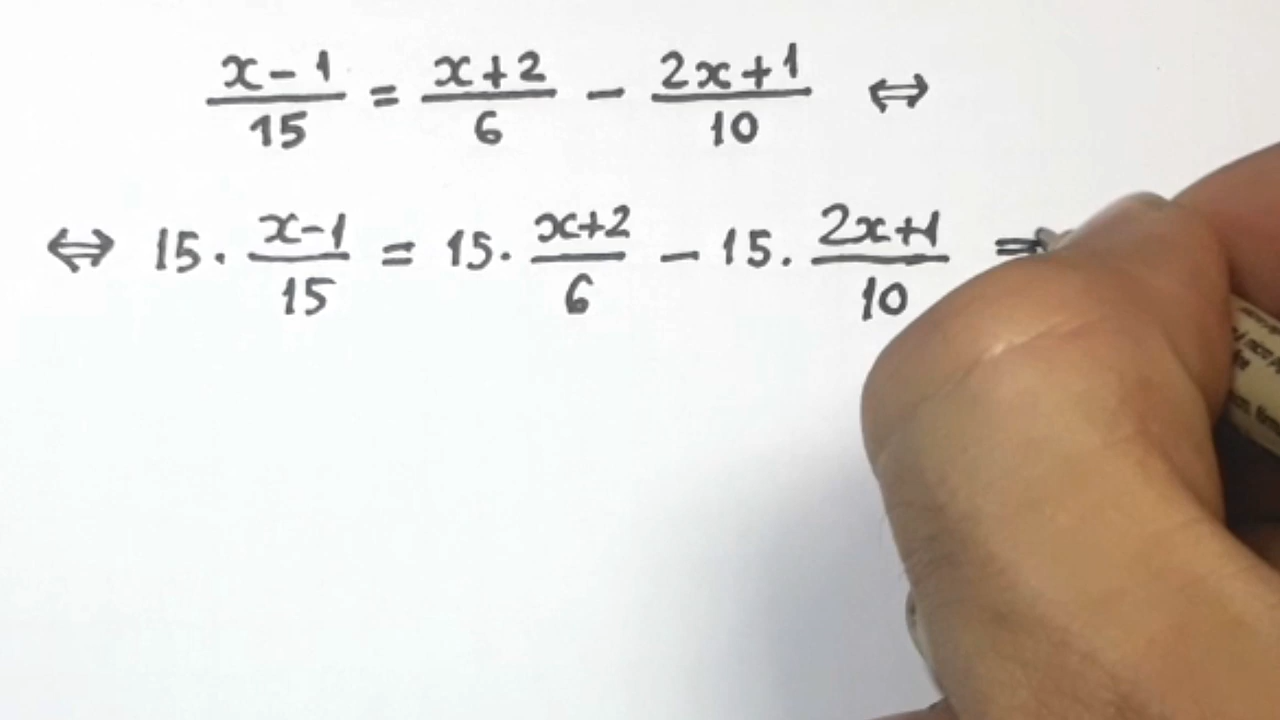 x-1/15 = x+2/6 - 2x+1/10 ⇔
⇔ 15. x-1/15 = 15. x+2/6 - 15. 2x+1/10 =